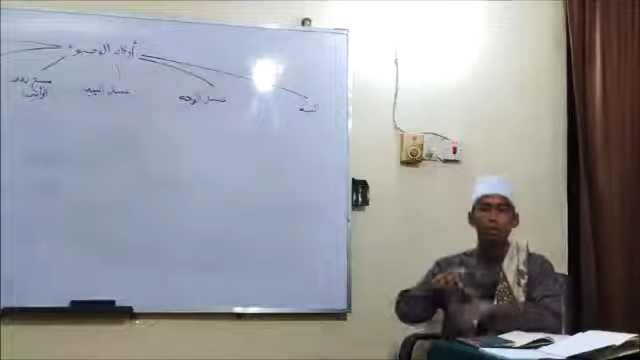 أركان الوضوء
النية
غسل الوجه
غسل اليدين
مسح بعض
الرأس